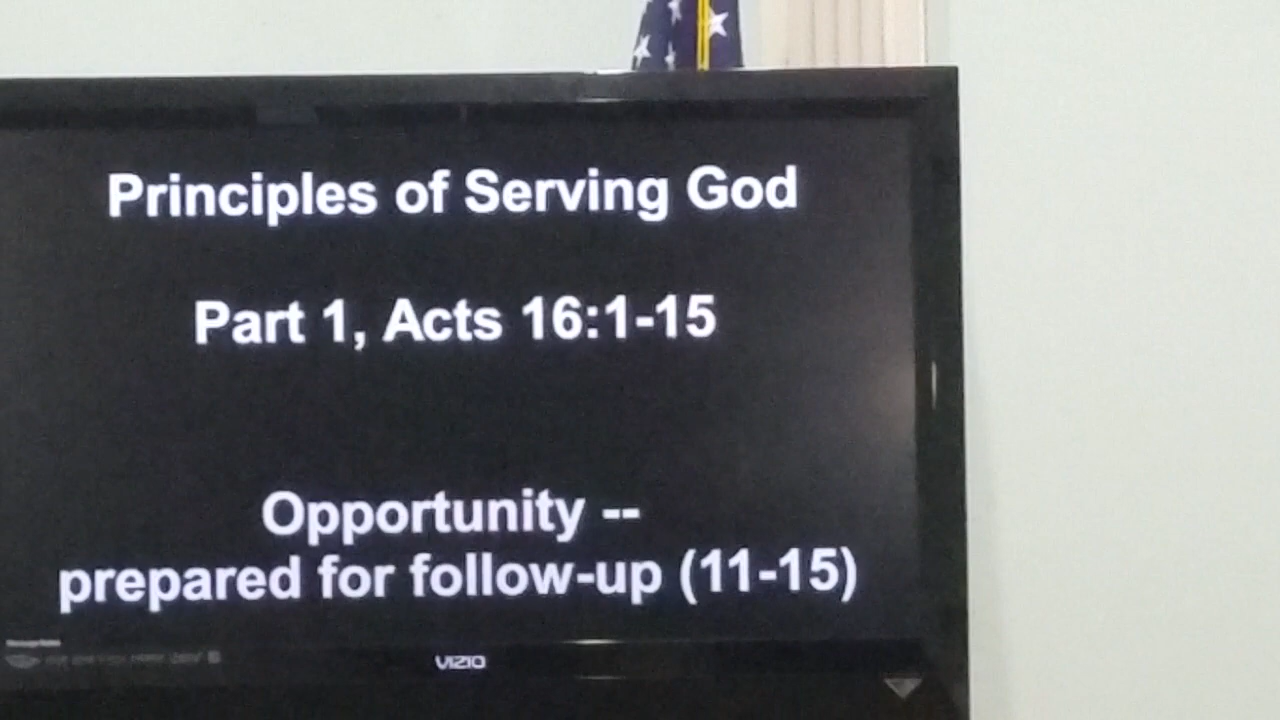 Principles of Serving God
Part 1, Acts 16:1-15
Opportunity --
prepared for follow-up (11-15)
VIZIO